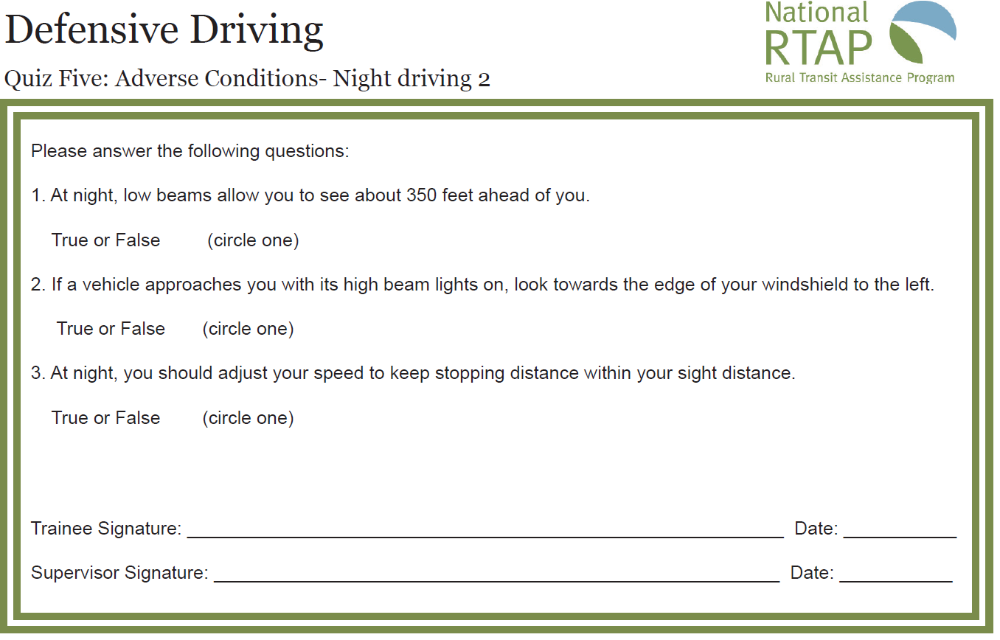 Defensive Driving
National
RTAP
Rural Transit Assistance Program
Quiz Five: Adverse Conditions- Night driving 2
Please answer the following questions:
1. At night, low beams allow you to see about 350 feet ahead of you.
True or False (circle one)
2. If a vehicle approaches you with its high beam lights on, look towards the edge of your windshield to the left.
True or False (circle one)
3. At night, you should adjust your speed to keep stopping distance within your sight distance.
True or False (circle one)
Trainee Signature: ____________ Date: ____________
Supervisor Signature: ____________ Date: ____________